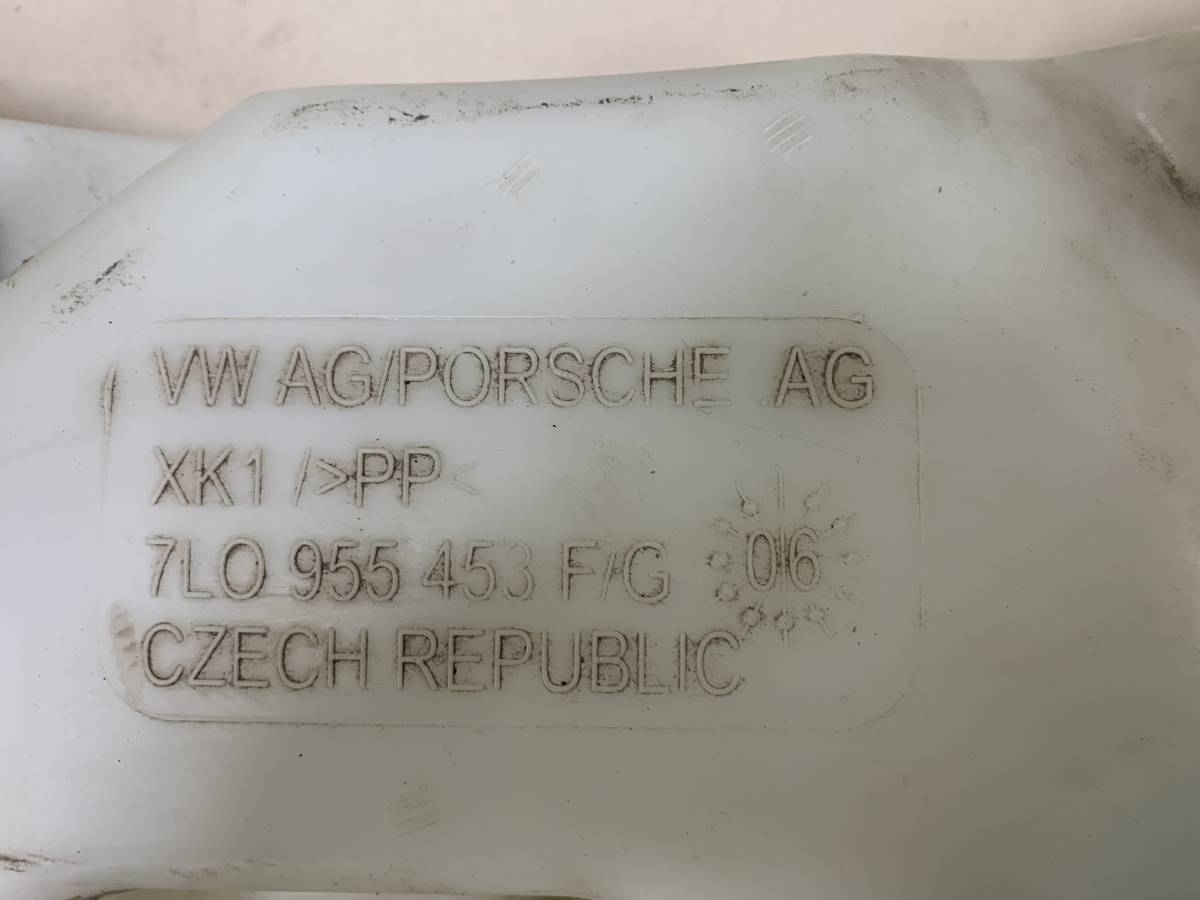 VW AG/PORSCHE AG
XK1 />PP<
7L0 955 453 F/G 06
CZECH REPUBLIC